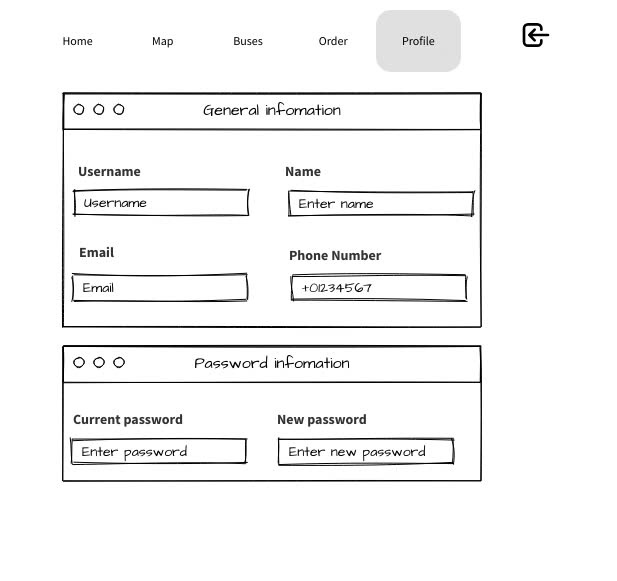 Home Map Buses Order Profile
General infomation
Username Name
Username Enter name
Email Phone Number
Email +01234567
Password infomation
Current password New password
Enter password Enter new password